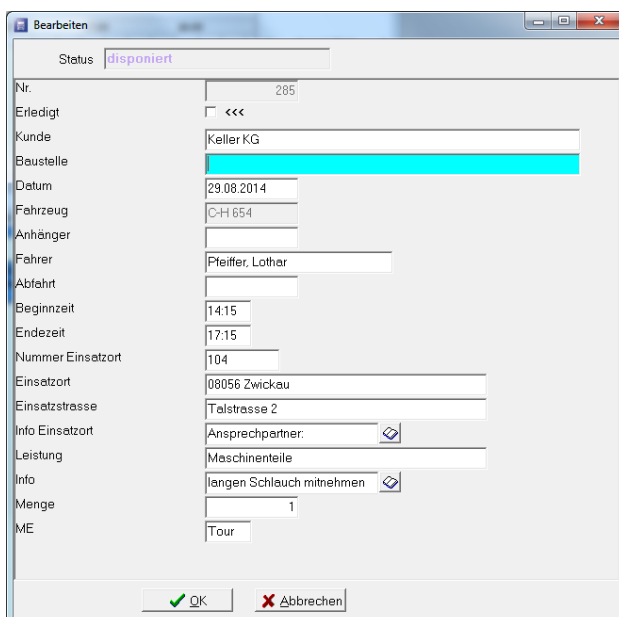 Bearbeiten
Status disponiert
Nr. 285
Erledigt <<<
Kunde Keller KG
Baustelle
Datum 29.08.2014
Fahrzeug C-H 654
Anhänger
Fahrer Pfeiffer, Lothar
Abfahrt
Beginnzeit 14:15
Endezeit 17:15
Nummer Einsatzort 104
Einsatzort 08056 Zwickau
Einsatzstrasse Talstrasse 2
Info Einsatzort Ansprechpartner:
Leistung Maschinenteile
Info langen Schlauch mitnehmen
Menge 1
ME Tour
OK Abbrechen